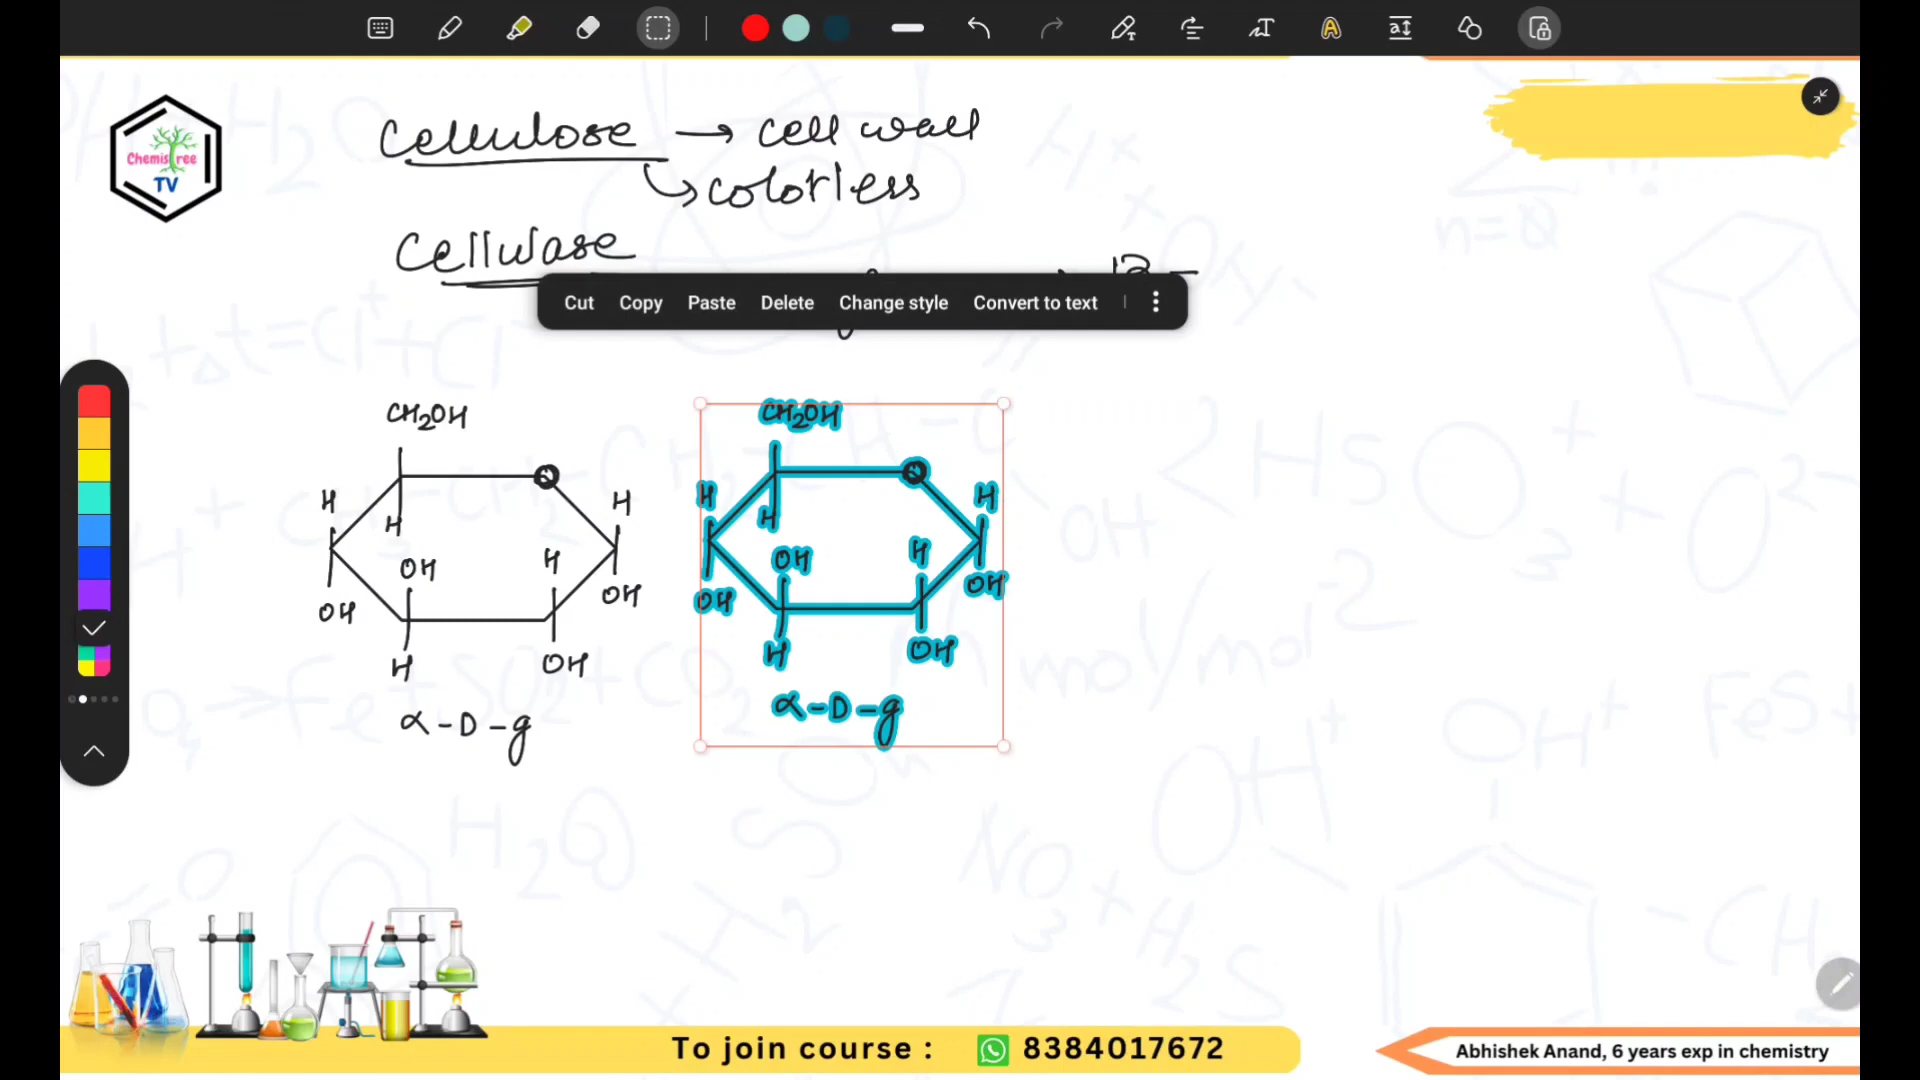 Cellulose → cell wall
↳ colorless
Cellulase
Cut Copy Paste Delete Change style Convert to text
CH2OH CH2OH
O O
H H H H
H H
OH H OH H
OH OH OH OH
H OH H OH
α-D-g α-D-g
Chemistree
TV
To join course : 8384017672
Abhishek Anand, 6 years exp in chemistry